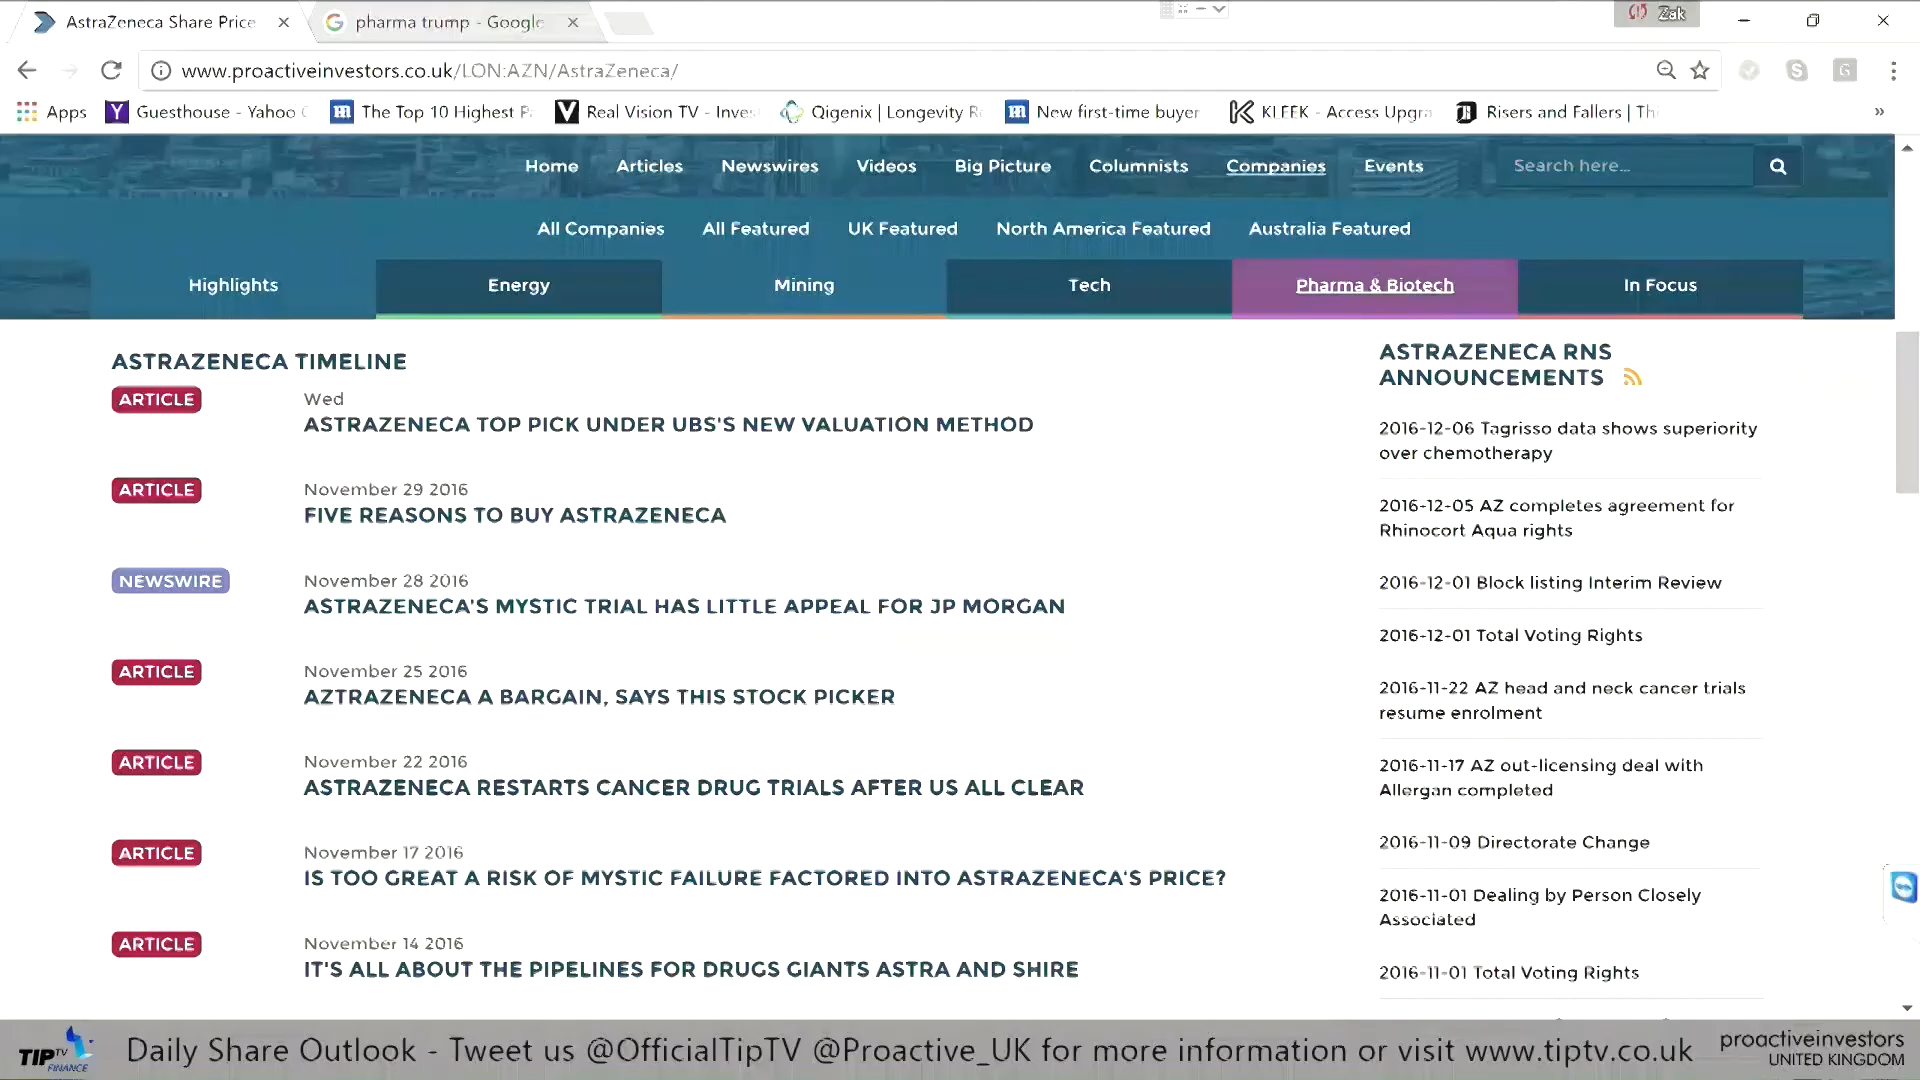 AstraZeneca Share Price
pharma trump - Google
Zak
www.proactiveinvestors.co.uk/LON:AZN/AstraZeneca/
Apps
Guesthouse - Yahoo
The Top 10 Highest
Real Vision TV - Inves
Qigenix | Longevity R
New first-time buyer
KLEEK - Access Upgra
Risers and Fallers | Th
Home
Articles
Newswires
Videos
Big Picture
Columnists
Companies
Events
Search here...
All Companies
All Featured
UK Featured
North America Featured
Australia Featured
Highlights
Energy
Mining
Tech
Pharma & Biotech
In Focus
ASTRAZENECA TIMELINE
ARTICLE
Wed
ASTRAZENECA TOP PICK UNDER UBS'S NEW VALUATION METHOD
ARTICLE
November 29 2016
FIVE REASONS TO BUY ASTRAZENECA
NEWSWIRE
November 28 2016
ASTRAZENECA'S MYSTIC TRIAL HAS LITTLE APPEAL FOR JP MORGAN
ARTICLE
November 25 2016
AZTRAZENECA A BARGAIN, SAYS THIS STOCK PICKER
ARTICLE
November 22 2016
ASTRAZENECA RESTARTS CANCER DRUG TRIALS AFTER US ALL CLEAR
ARTICLE
November 17 2016
IS TOO GREAT A RISK OF MYSTIC FAILURE FACTORED INTO ASTRAZENECA'S PRICE?
ARTICLE
November 14 2016
IT'S ALL ABOUT THE PIPELINES FOR DRUGS GIANTS ASTRA AND SHIRE
ASTRAZENECA RNS
ANNOUNCEMENTS
2016-12-06 Tagrisso data shows superiority
over chemotherapy
2016-12-05 AZ completes agreement for
Rhinocort Aqua rights
2016-12-01 Block listing Interim Review
2016-12-01 Total Voting Rights
2016-11-22 AZ head and neck cancer trials
resume enrolment
2016-11-17 AZ out-licensing deal with
Allergan completed
2016-11-09 Directorate Change
2016-11-01 Dealing by Person Closely
Associated
2016-11-01 Total Voting Rights
TIP TV
FINANCE
Daily Share Outlook - Tweet us @OfficialTipTV @Proactive_UK for more information or visit www.tiptv.co.uk
proactiveinvestors
UNITED KINGDOM